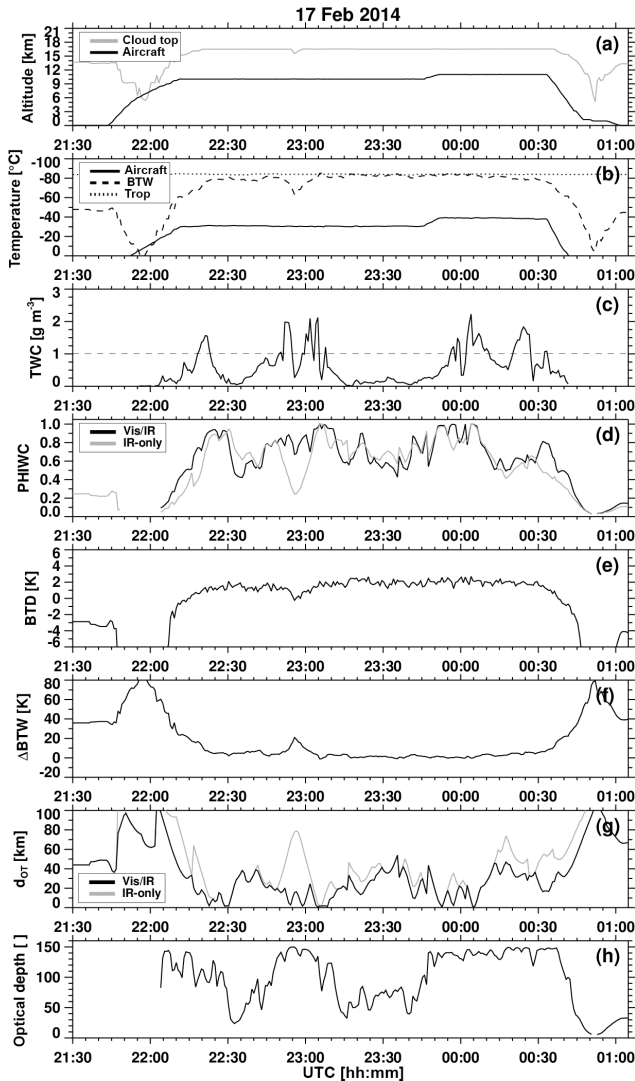 17 Feb 2014
Altitude [km]
21
18
15
12
9
6
3
0
Cloud top
Aircraft
(a)
21:30 22:00 22:30 23:00 23:30 00:00 00:30 01:00
Temperature [°C]
-100
-80
-60
-40
-20
0
Aircraft
BTW
Trop
(b)
21:30 22:00 22:30 23:00 23:30 00:00 00:30 01:00
TWC [g m-3]
3
2
1
0
(c)
21:30 22:00 22:30 23:00 23:30 00:00 00:30 01:00
PHIWC
1.0
0.8
0.6
0.4
0.2
0.0
Vis/IR
IR-only
(d)
21:30 22:00 22:30 23:00 23:30 00:00 00:30 01:00
BTD [K]
6
4
2
0
-2
-4
-6
(e)
21:30 22:00 22:30 23:00 23:30 00:00 00:30 01:00
ΔBTW [K]
80
60
40
20
0
-20
(f)
21:30 22:00 22:30 23:00 23:30 00:00 00:30 01:00
dOT [km]
100
80
60
40
20
0
Vis/IR
IR-only
(g)
21:30 22:00 22:30 23:00 23:30 00:00 00:30 01:00
Optical depth [ ]
150
100
50
0
(h)
21:30 22:00 22:30 23:00 23:30 00:00 00:30 01:00
UTC [hh:mm]